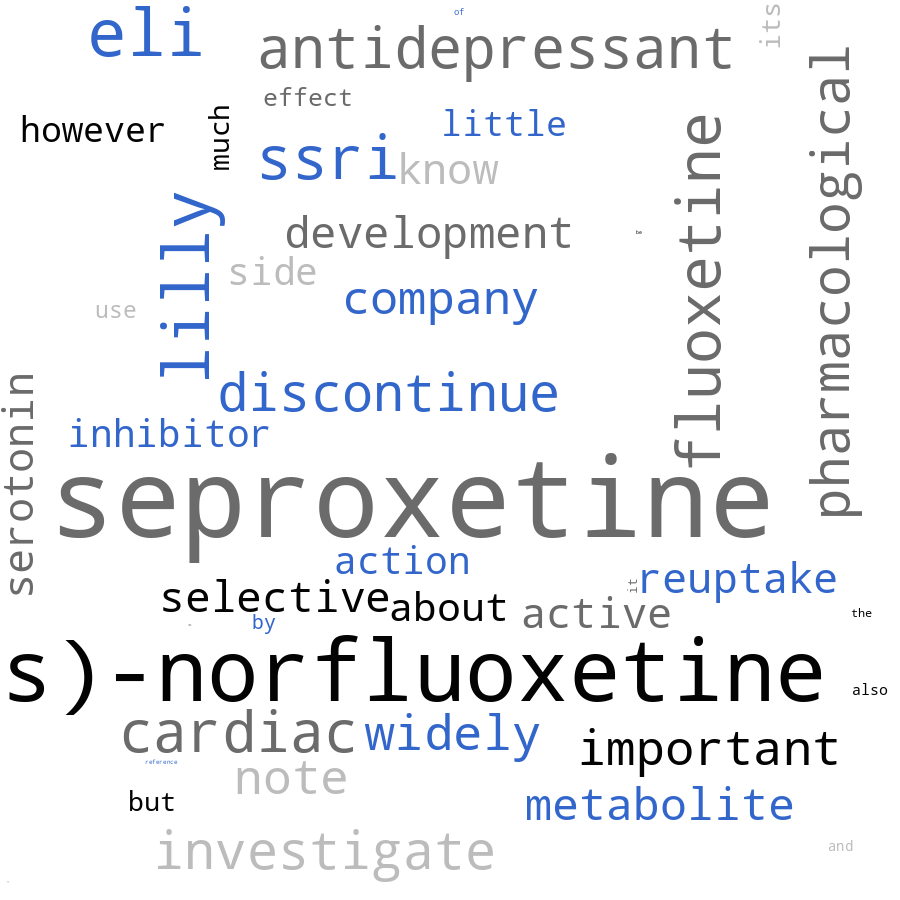 of
eli
antidepressant
its
effect
however
much
little
ssri
know
fluoxetine
pharmacological
lilly
development
be
side
company
use
discontinue
inhibitor
serotonin
seproxetine
action
reuptake
it
selective
about
active
the
by
s)-norfluoxetine
also
cardiac
widely
important
reference
note
but
metabolite
investigate
and